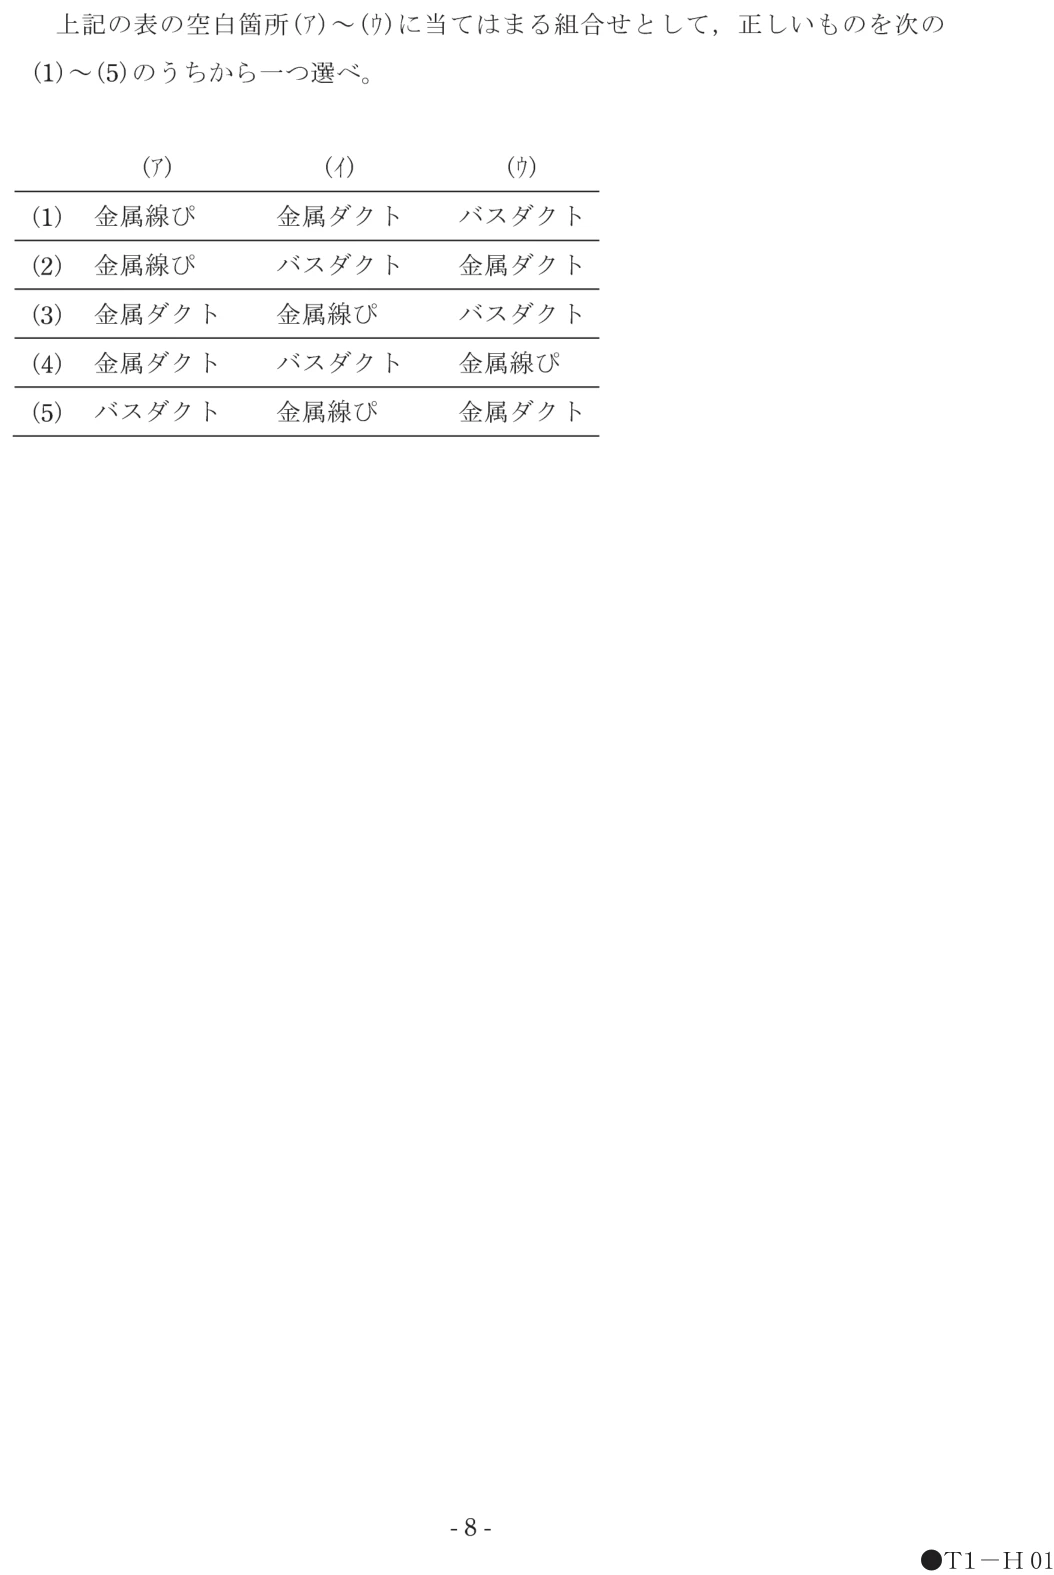 上記の表の空白箇所(ア)～(ウ)に当てはまる組合せとして，正しいものを次の
(1)～(5)のうちから一つ選べ。
(ア) (イ) (ウ)
(1) 金属線ぴ 金属ダクト バスダクト
(2) 金属線ぴ バスダクト 金属ダクト
(3) 金属ダクト 金属線ぴ バスダクト
(4) 金属ダクト バスダクト 金属線ぴ
(5) バスダクト 金属線ぴ 金属ダクト
- 8 -
●T1－H 01